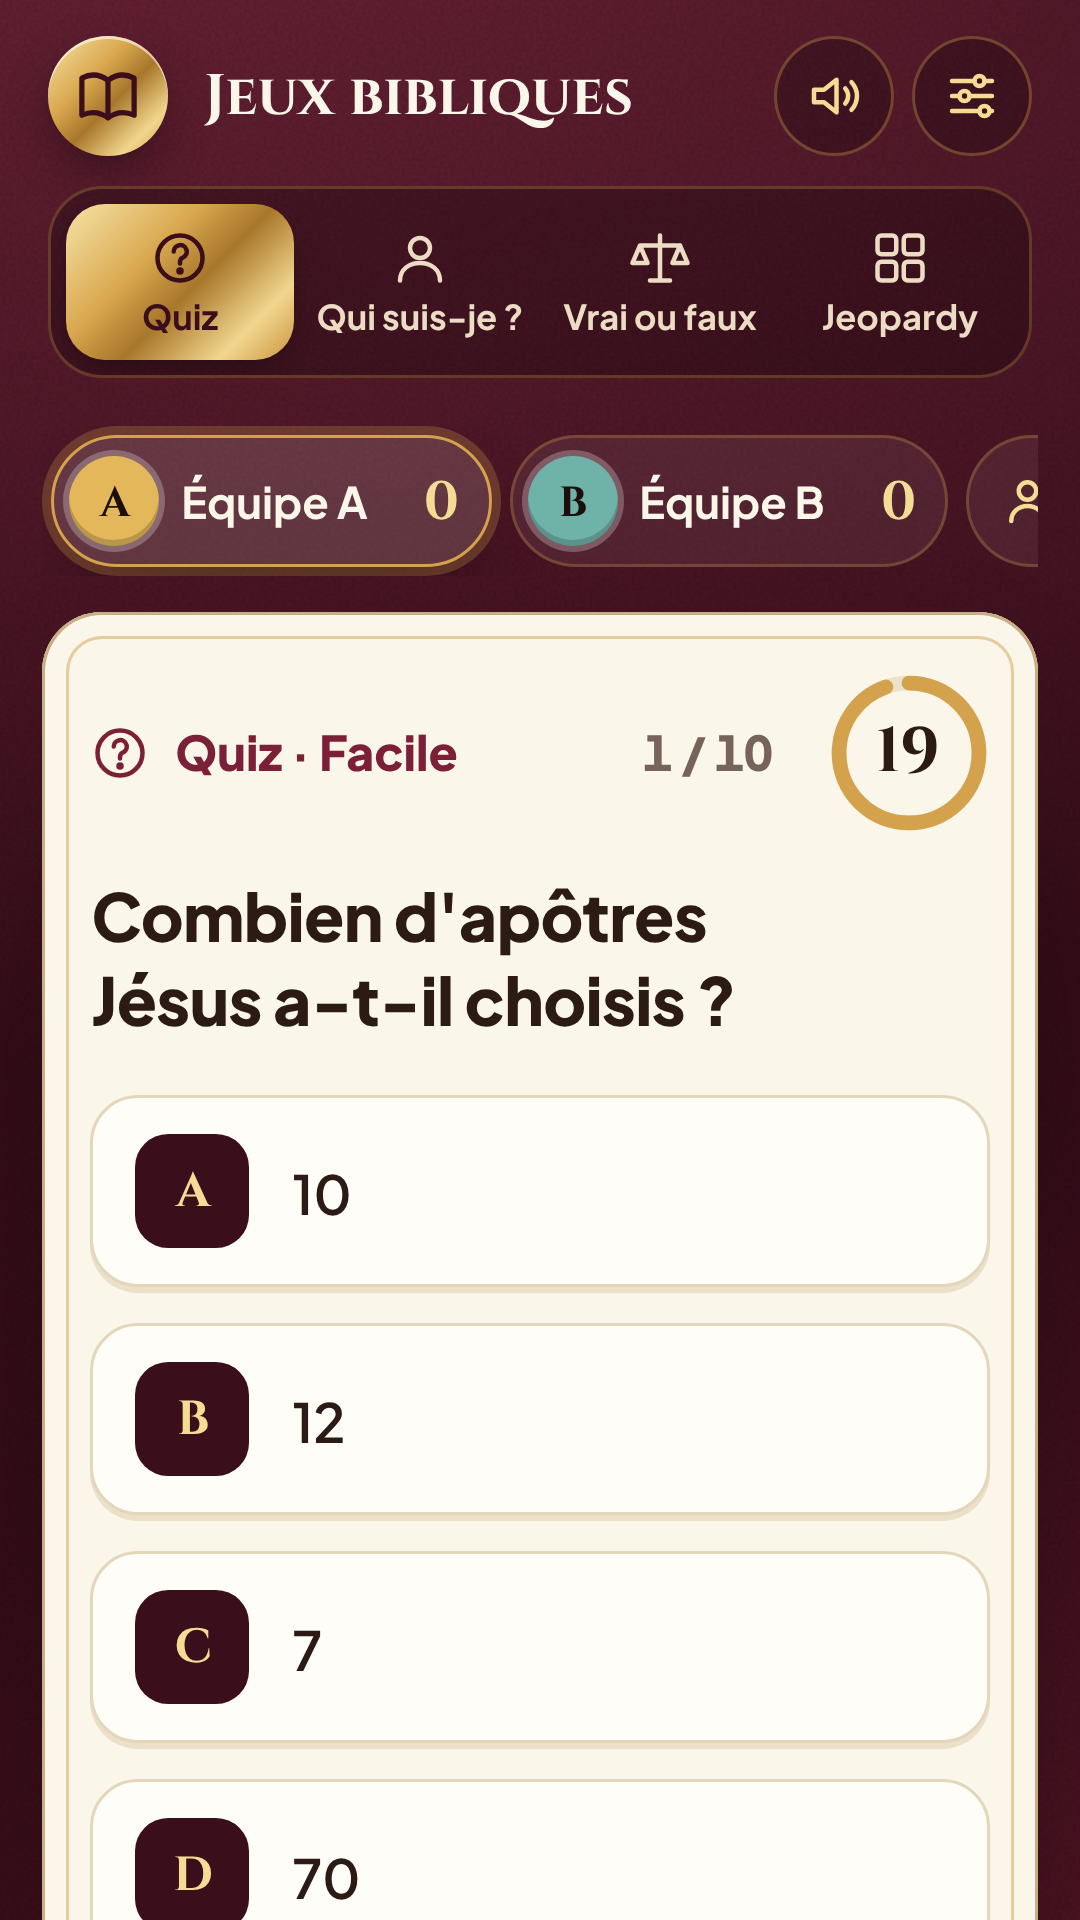 Jeux bibliques
Quiz
Qui suis-je ?
Vrai ou faux
Jeopardy
A Équipe A 0
B Équipe B 0
Quiz · Facile
1 / 10
19
Combien d'apôtres
Jésus a-t-il choisis ?
A 10
B 12
C 7
D 70